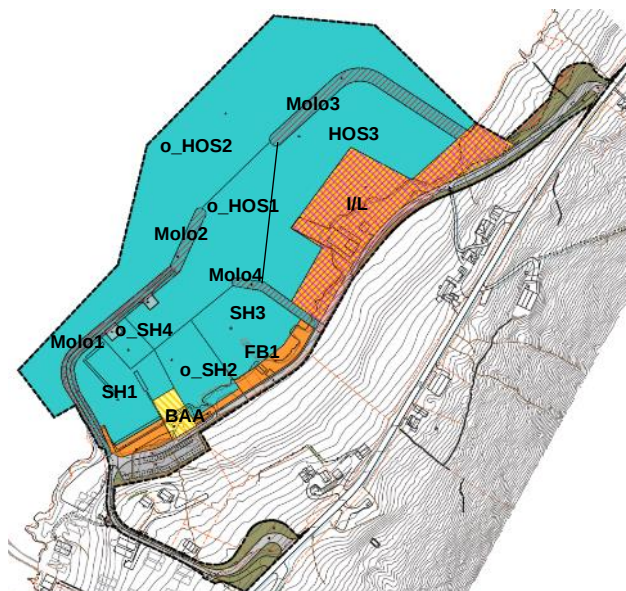 Molo3
HOS3
o_HOS2
o_HOS1
I/L
Molo2
Molo4
SH3
Molo1
o_SH4
FB1
o_SH2
SH1
BAA